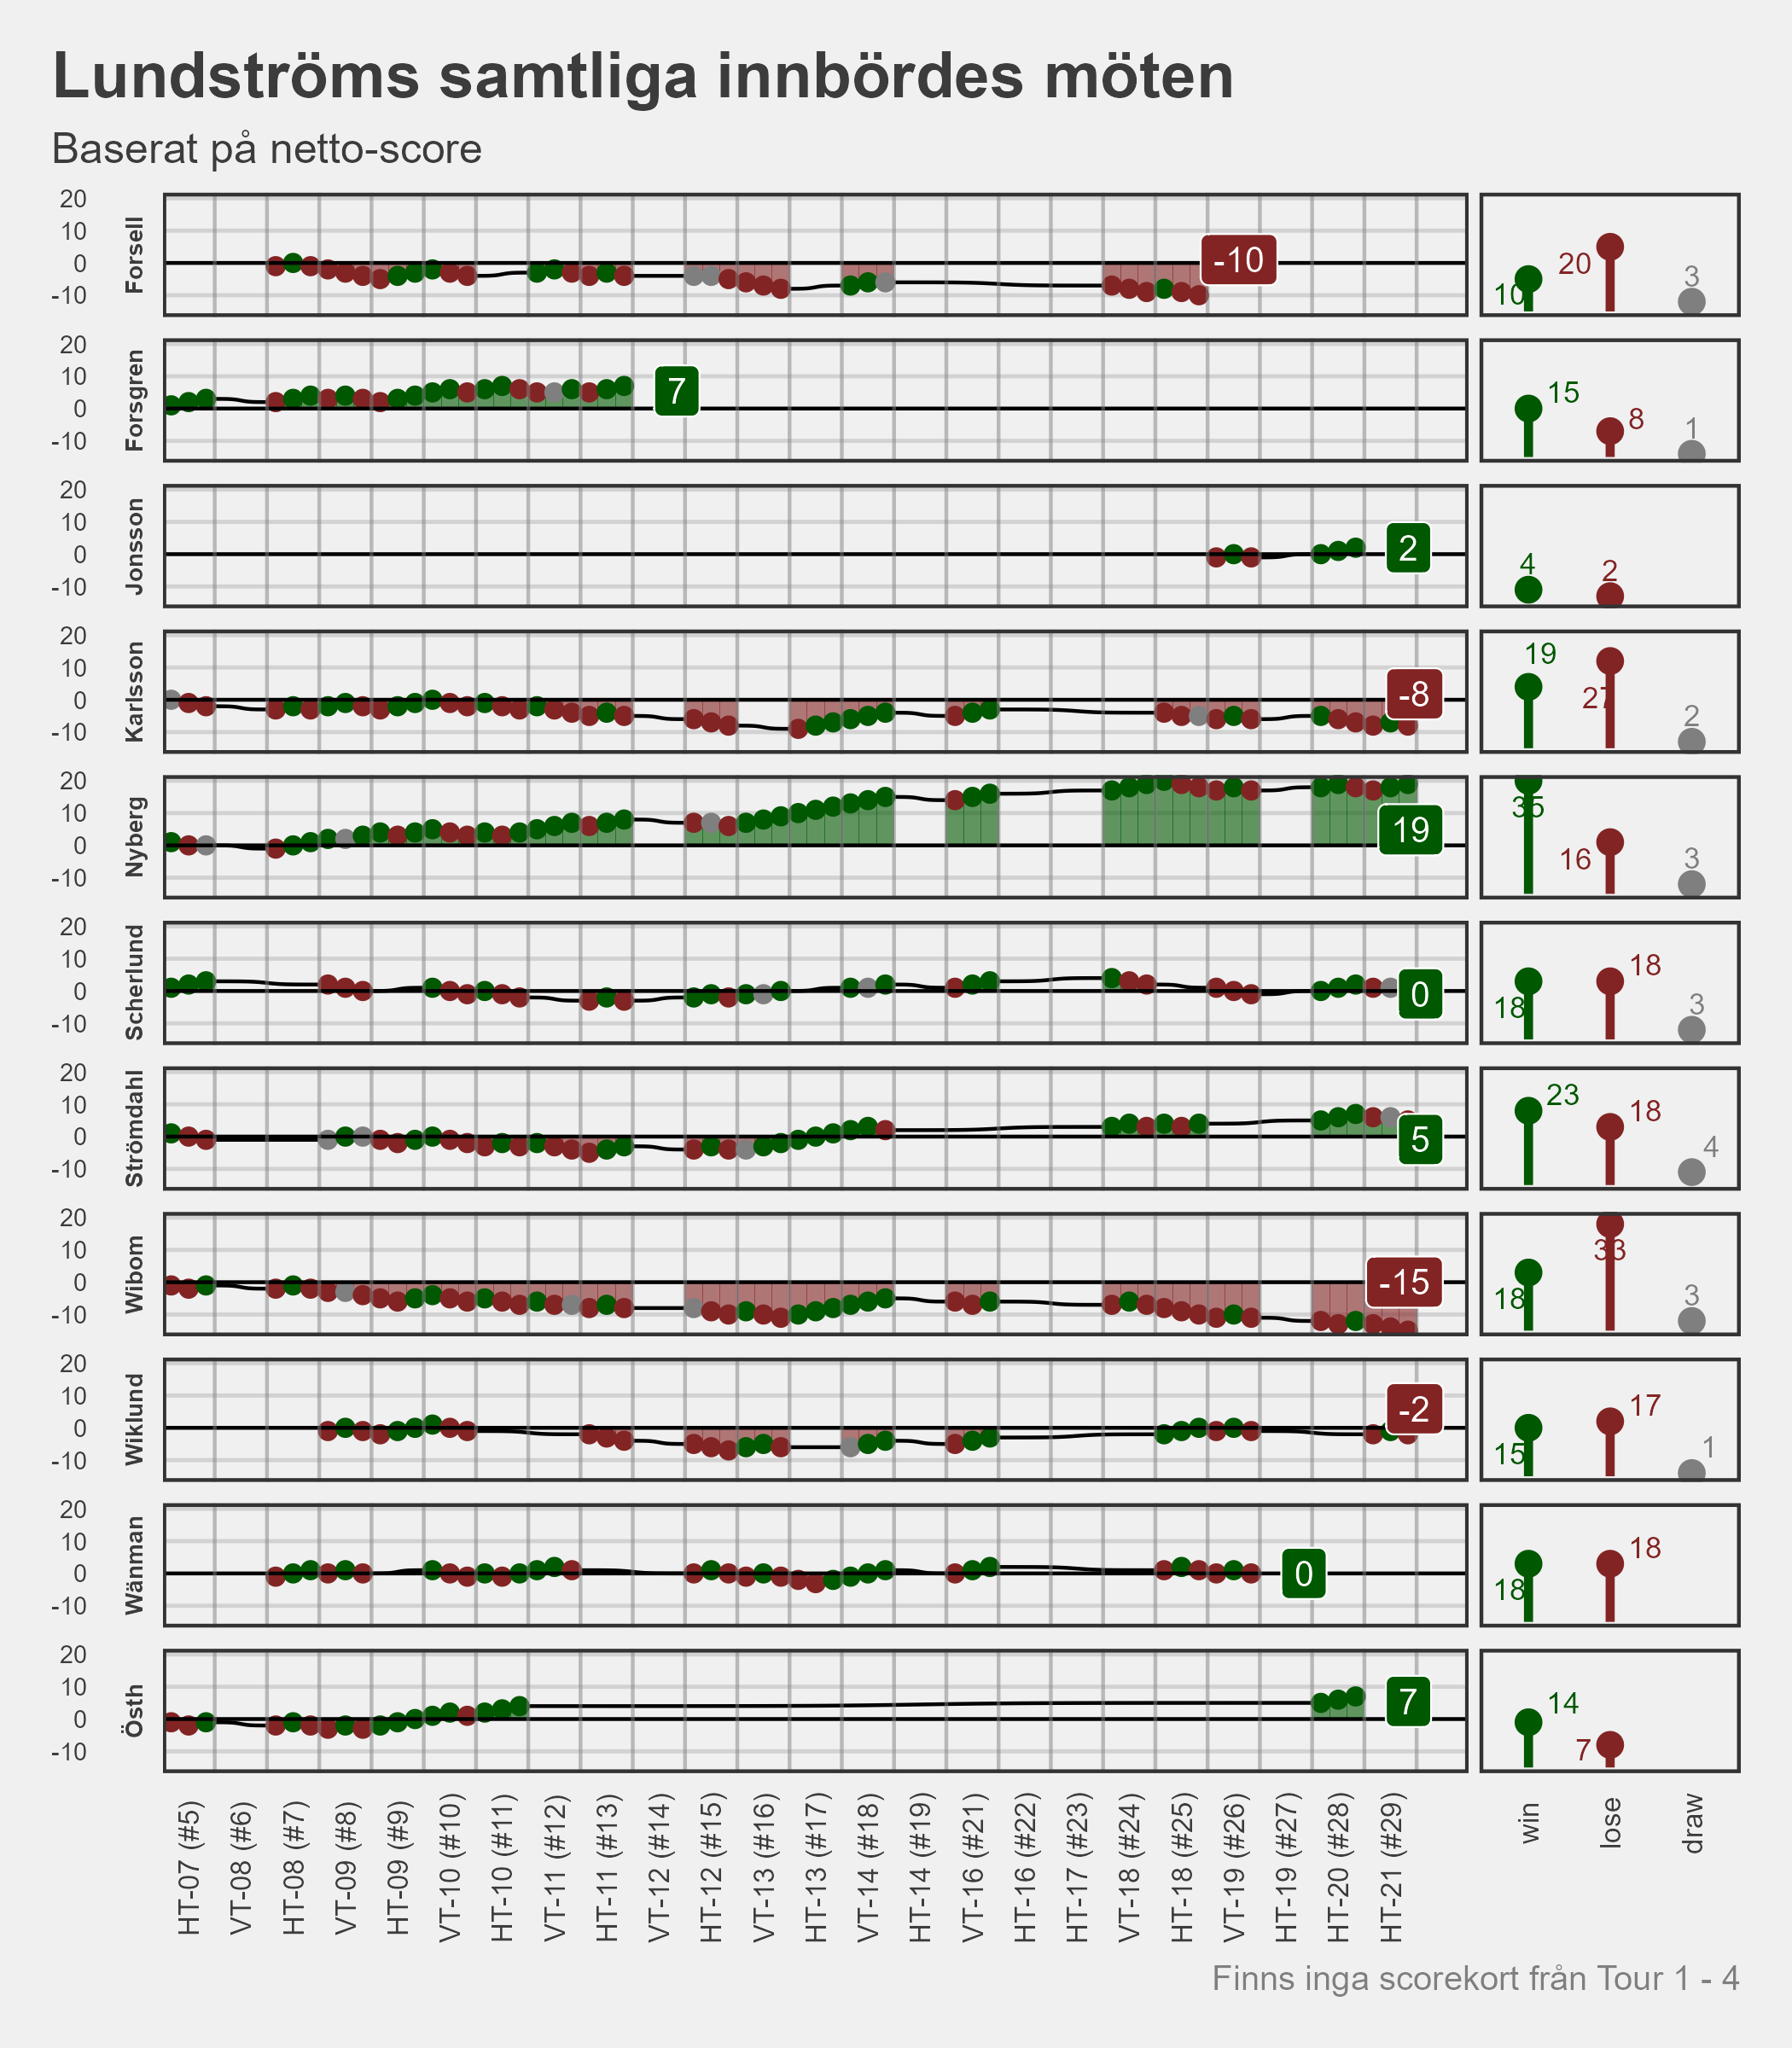 Lundströms samtliga innbördes möten
Baserat på netto-score
20
10
0
-10
Forsell
-10
10
20
3
20
10
0
-10
Forsgren
7
15
8
1
20
10
0
-10
Jonsson
2
4
2
20
10
0
-10
Karlsson
-8
19
27
2
20
10
0
-10
Nyberg
19
35
16
3
20
10
0
-10
Scherlund
0
18
18
3
20
10
0
-10
Strömdahl
5
23
18
4
20
10
0
-10
Wibom
-15
18
33
3
20
10
0
-10
Wiklund
-2
15
17
1
20
10
0
-10
Wänman
0
18
18
20
10
0
-10
Östh
7
14
7
HT-07 (#5)
VT-08 (#6)
HT-08 (#7)
VT-09 (#8)
HT-09 (#9)
VT-10 (#10)
HT-10 (#11)
VT-11 (#12)
HT-11 (#13)
VT-12 (#14)
HT-12 (#15)
VT-13 (#16)
HT-13 (#17)
VT-14 (#18)
HT-14 (#19)
VT-16 (#21)
HT-16 (#22)
HT-17 (#23)
VT-18 (#24)
HT-18 (#25)
VT-19 (#26)
HT-19 (#27)
HT-20 (#28)
HT-21 (#29)
win
lose
draw
Finns inga scorekort från Tour 1 - 4